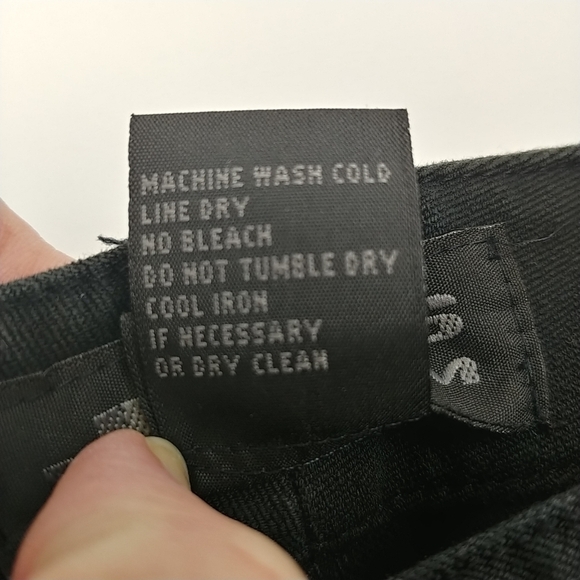 MACHINE WASH COLD
LINE DRY
NO BLEACH
DO NOT TUMBLE DRY
COOL IRON
IF NECESSARY
OR DRY CLEAN